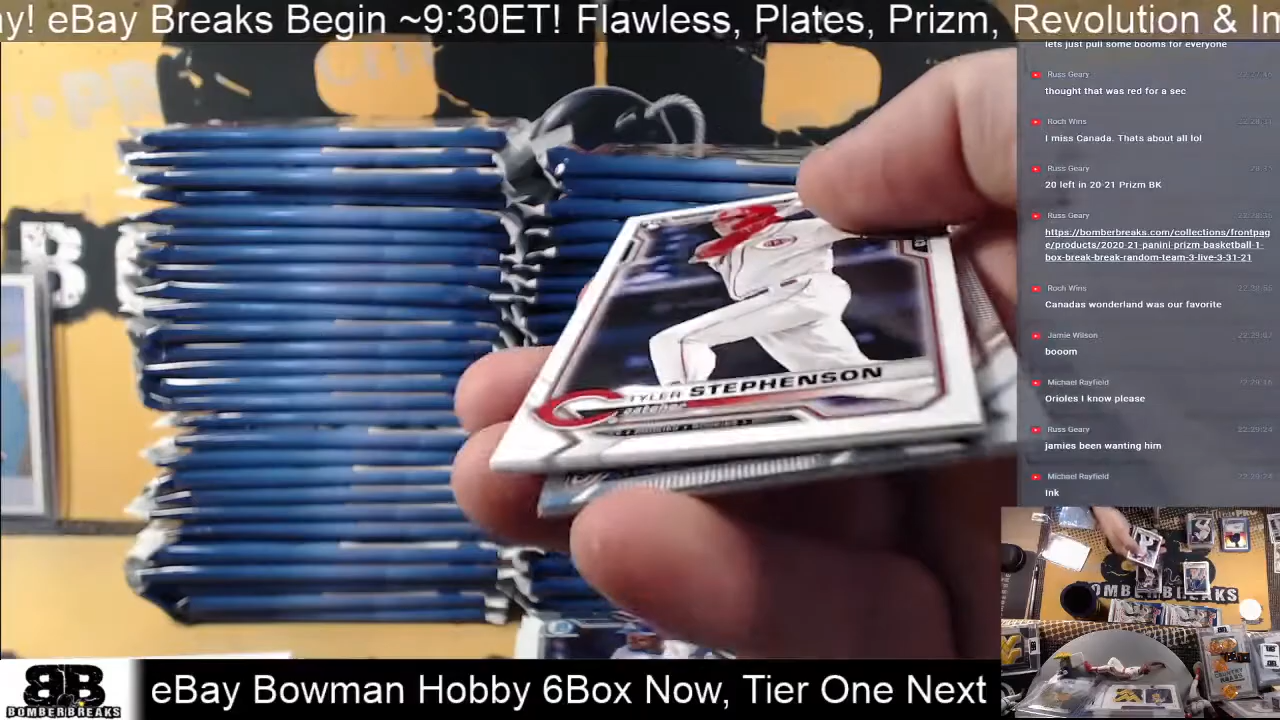 ay! eBay Breaks Begin ~9:30ET! Flawless, Plates, Prizm, Revolution & In
lets just pull some booms for everyone
Russ Geary
thought that was red for a sec
Roch Wins
I miss Canada. Thats about all lol
Russ Geary
20 left in 20-21 Prizm BK
Russ Geary
https://bomberbreaks.com/collections/frontpag
e/products/2020-21-panini-prizm-basketball-1-
box-break-break-random-team-3-live-3-31-21
Roch Wins
Canadas wonderland was our favorite
Jamie Wilson
booom
Michael Rayfield
Orioles I know please
Russ Geary
jamies been wanting him
Michael Rayfield
Ink
TYLER STEPHENSON
BOMBERBREAKS
BB
BOMBERBREAKS
eBay Bowman Hobby 6Box Now, Tier One Next